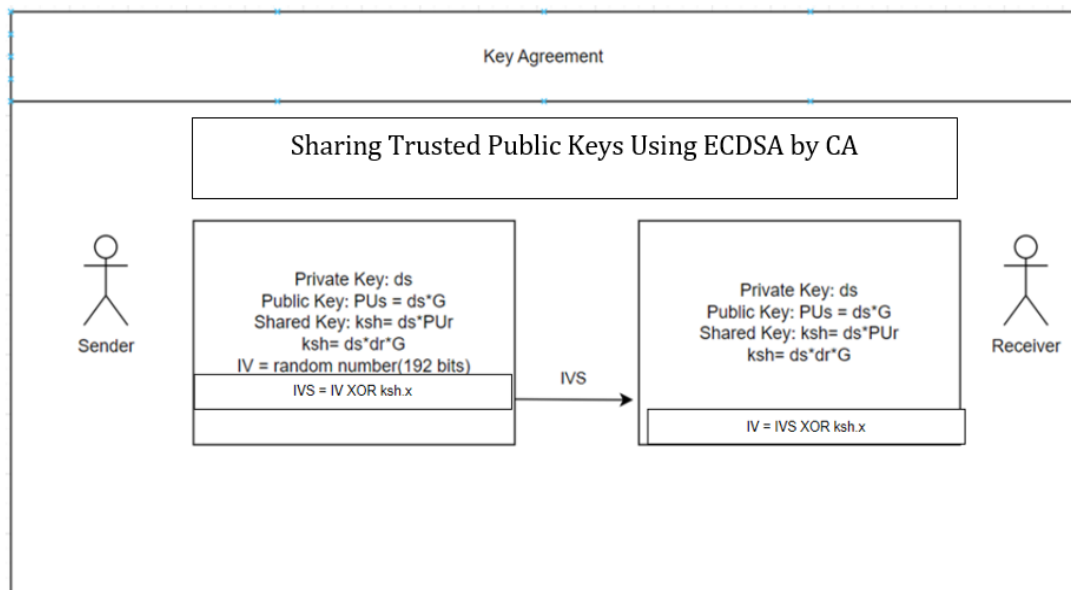 Key Agreement
Sharing Trusted Public Keys Using ECDSA by CA
Sender
Private Key: ds
Public Key: PUs = ds*G
Shared Key: ksh= ds*PUr
ksh= ds*dr*G
IV = random number(192 bits)
IVS = IV XOR ksh.x
IVS
Private Key: ds
Public Key: PUs = ds*G
Shared Key: ksh= ds*PUr
ksh= ds*dr*G
IV = IVS XOR ksh.x
Receiver